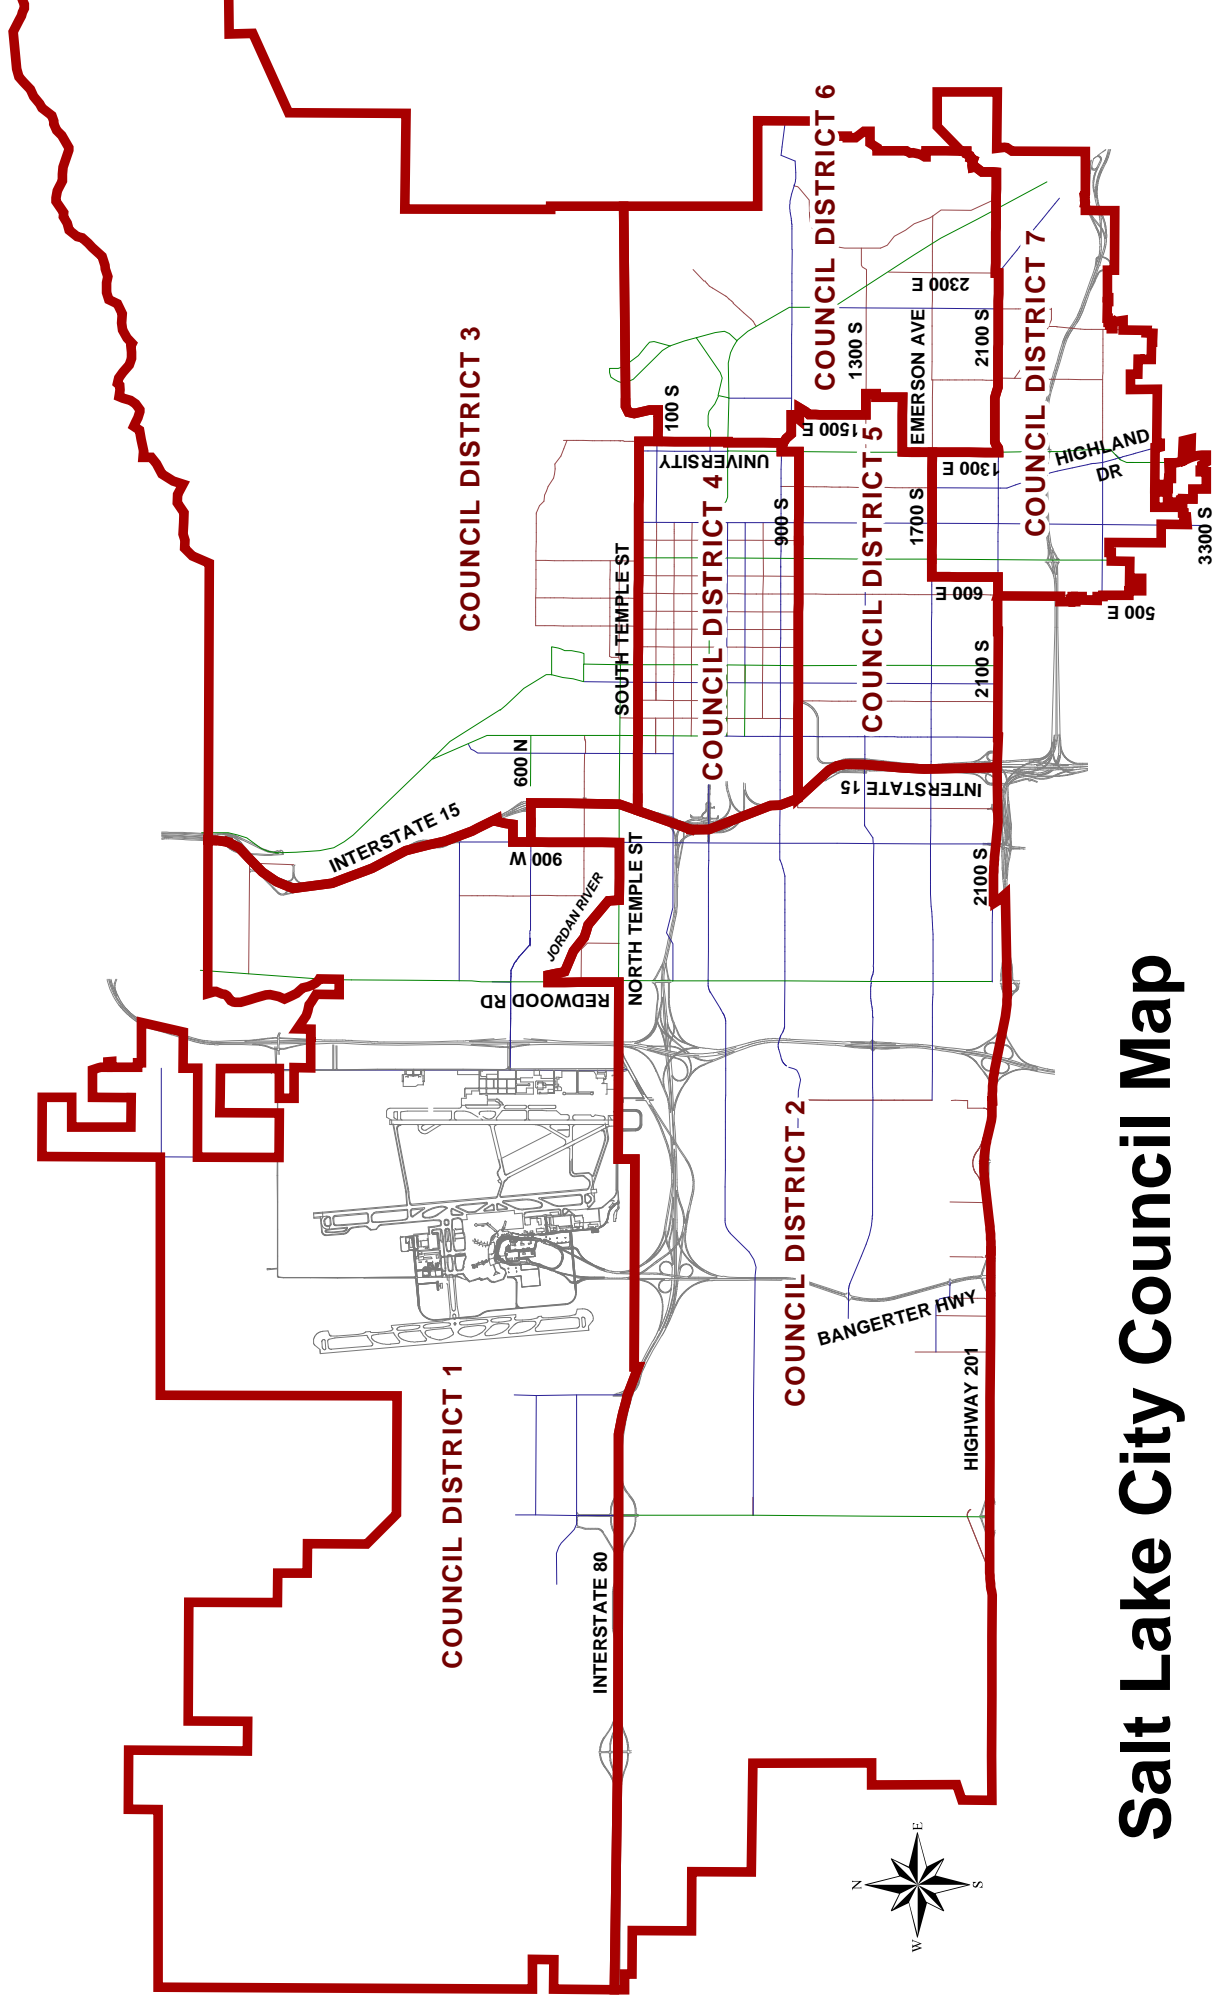 COUNCIL DISTRICT 3
COUNCIL DISTRICT 6
COUNCIL DISTRICT 7
COUNCIL DISTRICT 4
COUNCIL DISTRICT 5
COUNCIL DISTRICT 1
COUNCIL DISTRICT 2
100 S
1300 S
2300 E
EMERSON AVE
2100 S
1500 E
UNIVERSITY
1300 E
HIGHLAND
DR
900 S
1700 S
3300 S
SOUTH TEMPLE ST
600 E
500 E
2100 S
600 N
INTERSTATE 15
INTERSTATE 15
900 W
JORDAN RIVER
NORTH TEMPLE ST
2100 S
REDWOOD RD
BANGERTER HWY
HIGHWAY 201
INTERSTATE 80
N
E
S
W
Salt Lake City Council Map